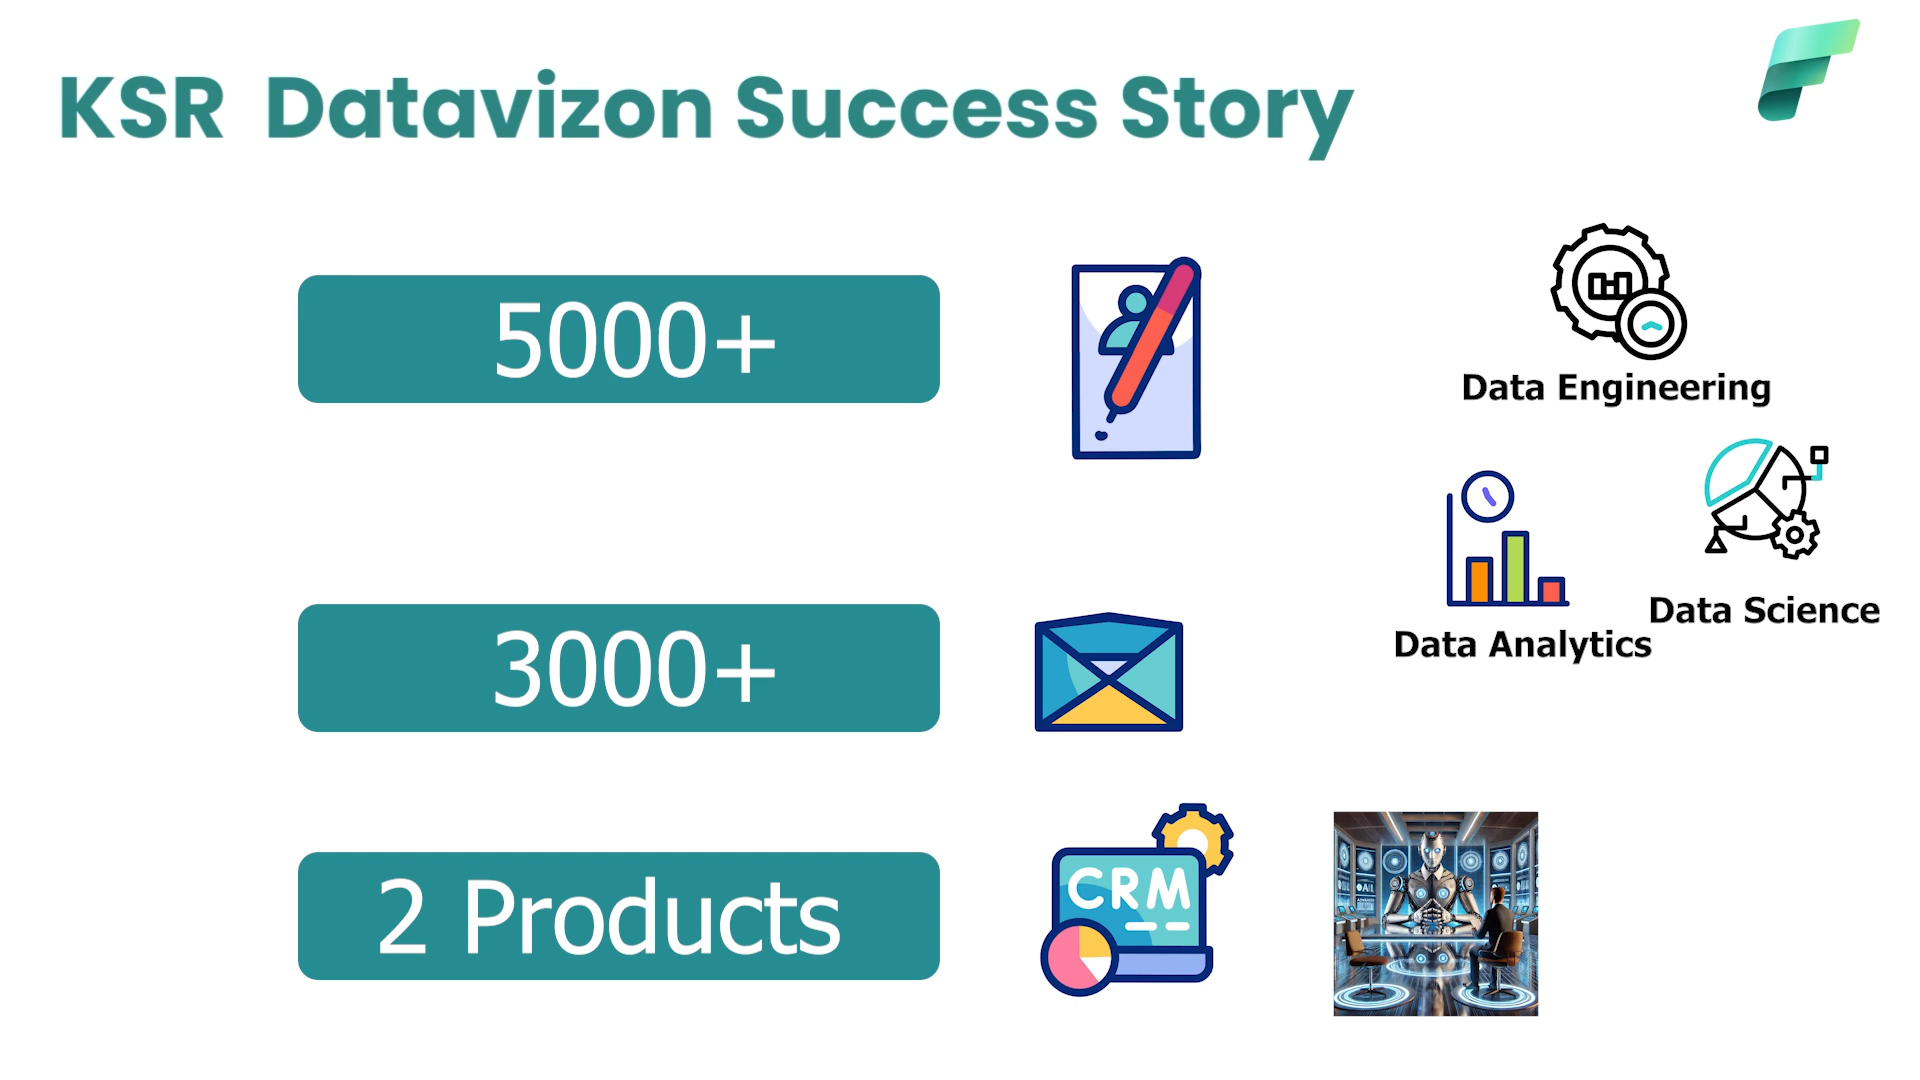 KSR Datavizon Success Story
5000+
Data Engineering
3000+
Data Analytics
Data Science
2 Products
CRM